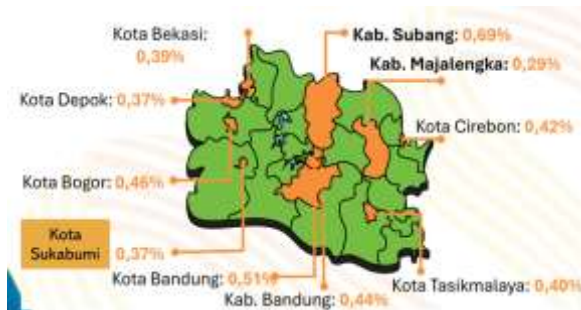 Kota Bekasi:
0,39%
Kab. Subang: 0,69%
Kab. Majalengka: 0,29%
Kota Depok: 0,37%
Kota Cirebon: 0,42%
Kota Bogor: 0,46%
Kota
Sukabumi
0,37%
Kota Bandung: 0,51%
Kab. Bandung: 0,44%
Kota Tasikmalaya: 0,40%